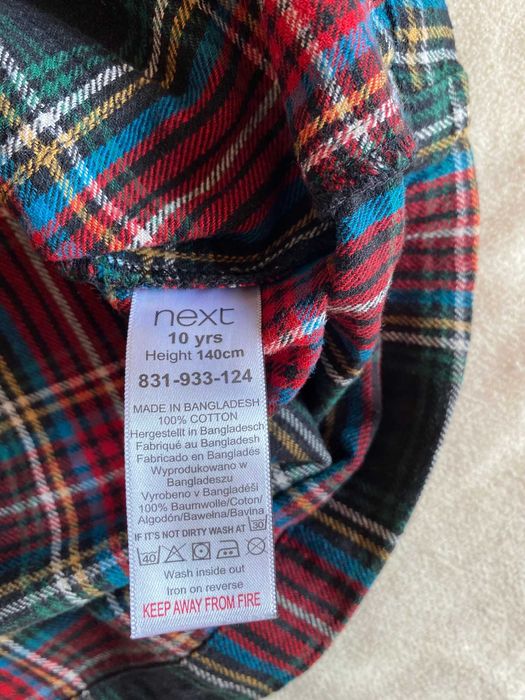 next
10 yrs
Height 140cm
831-933-124
MADE IN BANGLADESH
100% COTTON
Hergestellt in Bangladesch
Fabriqué au Bangladesh
Fabricado en Bangladés
Wyprodukowano w
Bangladeszu
Vyrobeno v Bangladéši
100% Baumwolle/Coton/
Algodón/Bawełna/Bavlna
IF IT'S NOT DIRTY WASH AT 30
40
Wash inside out
Iron on reverse
KEEP AWAY FROM FIRE